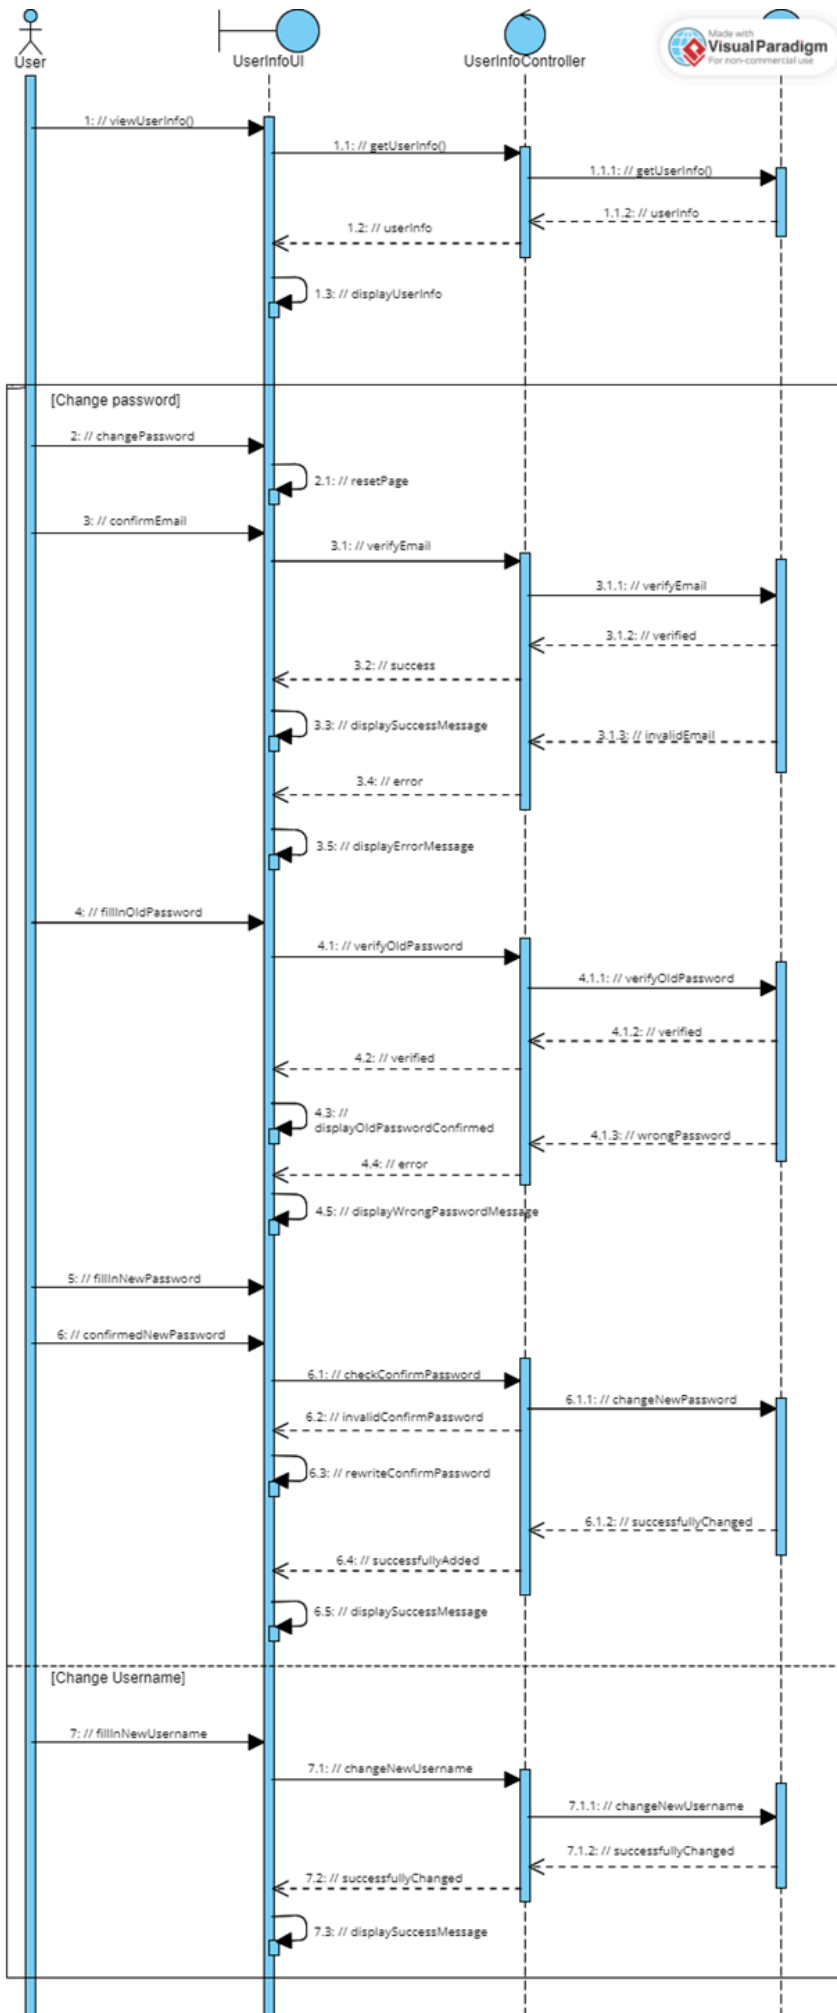 Made with
Visual Paradigm
For non-commercial use
User
UserInfoUI
UserInfoController
1: // viewUserInfo()
1.1: // getUserInfo()
1.1.1: // getUserInfo()
1.1.2: // userInfo
1.2: // userInfo
1.3: // displayUserInfo
[Change password]
2: // changePassword
2.1: // resetPage
3: // confirmEmail
3.1: // verifyEmail
3.1.1: // verifyEmail
3.1.2: // verified
3.2: // success
3.3: // displaySuccessMessage
3.1.3: // invalidEmail
3.4: // error
3.5: // displayErrorMessage
4: // fillInOldPassword
4.1: // verifyOldPassword
4.1.1: // verifyOldPassword
4.1.2: // verified
4.2: // verified
4.3: //
displayOldPasswordConfirmed
4.1.3: // wrongPassword
4.4: // error
4.5: // displayWrongPasswordMessage
5: // fillInNewPassword
6: // confirmedNewPassword
6.1: // checkConfirmPassword
6.1.1: // changeNewPassword
6.2: // invalidConfirmPassword
6.3: // rewriteConfirmPassword
6.1.2: // successfullyChanged
6.4: // successfullyAdded
6.5: // displaySuccessMessage
[Change Username]
7: // fillInNewUsername
7.1: // changeNewUsername
7.1.1: // changeNewUsername
7.1.2: // successfullyChanged
7.2: // successfullyChanged
7.3: // displaySuccessMessage